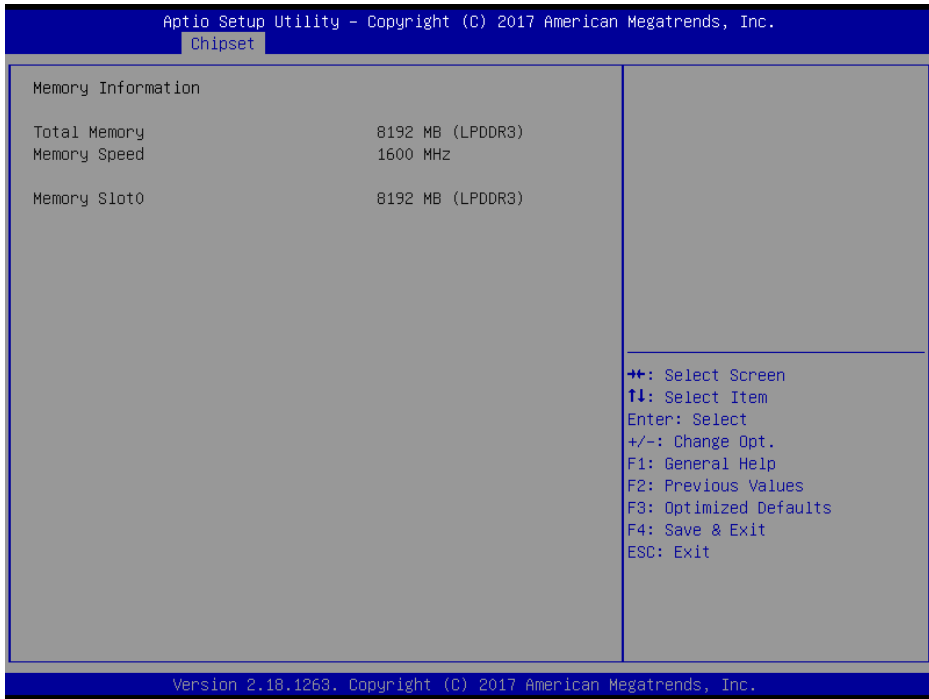 Aptio Setup Utility – Copyright (C) 2017 American Megatrends, Inc.
Chipset
Memory Information
Total Memory 8192 MB (LPDDR3)
Memory Speed 1600 MHz
Memory Slot0 8192 MB (LPDDR3)
→←: Select Screen
↑↓: Select Item
Enter: Select
+/-: Change Opt.
F1: General Help
F2: Previous Values
F3: Optimized Defaults
F4: Save & Exit
ESC: Exit
Version 2.18.1263. Copyright (C) 2017 American Megatrends, Inc.